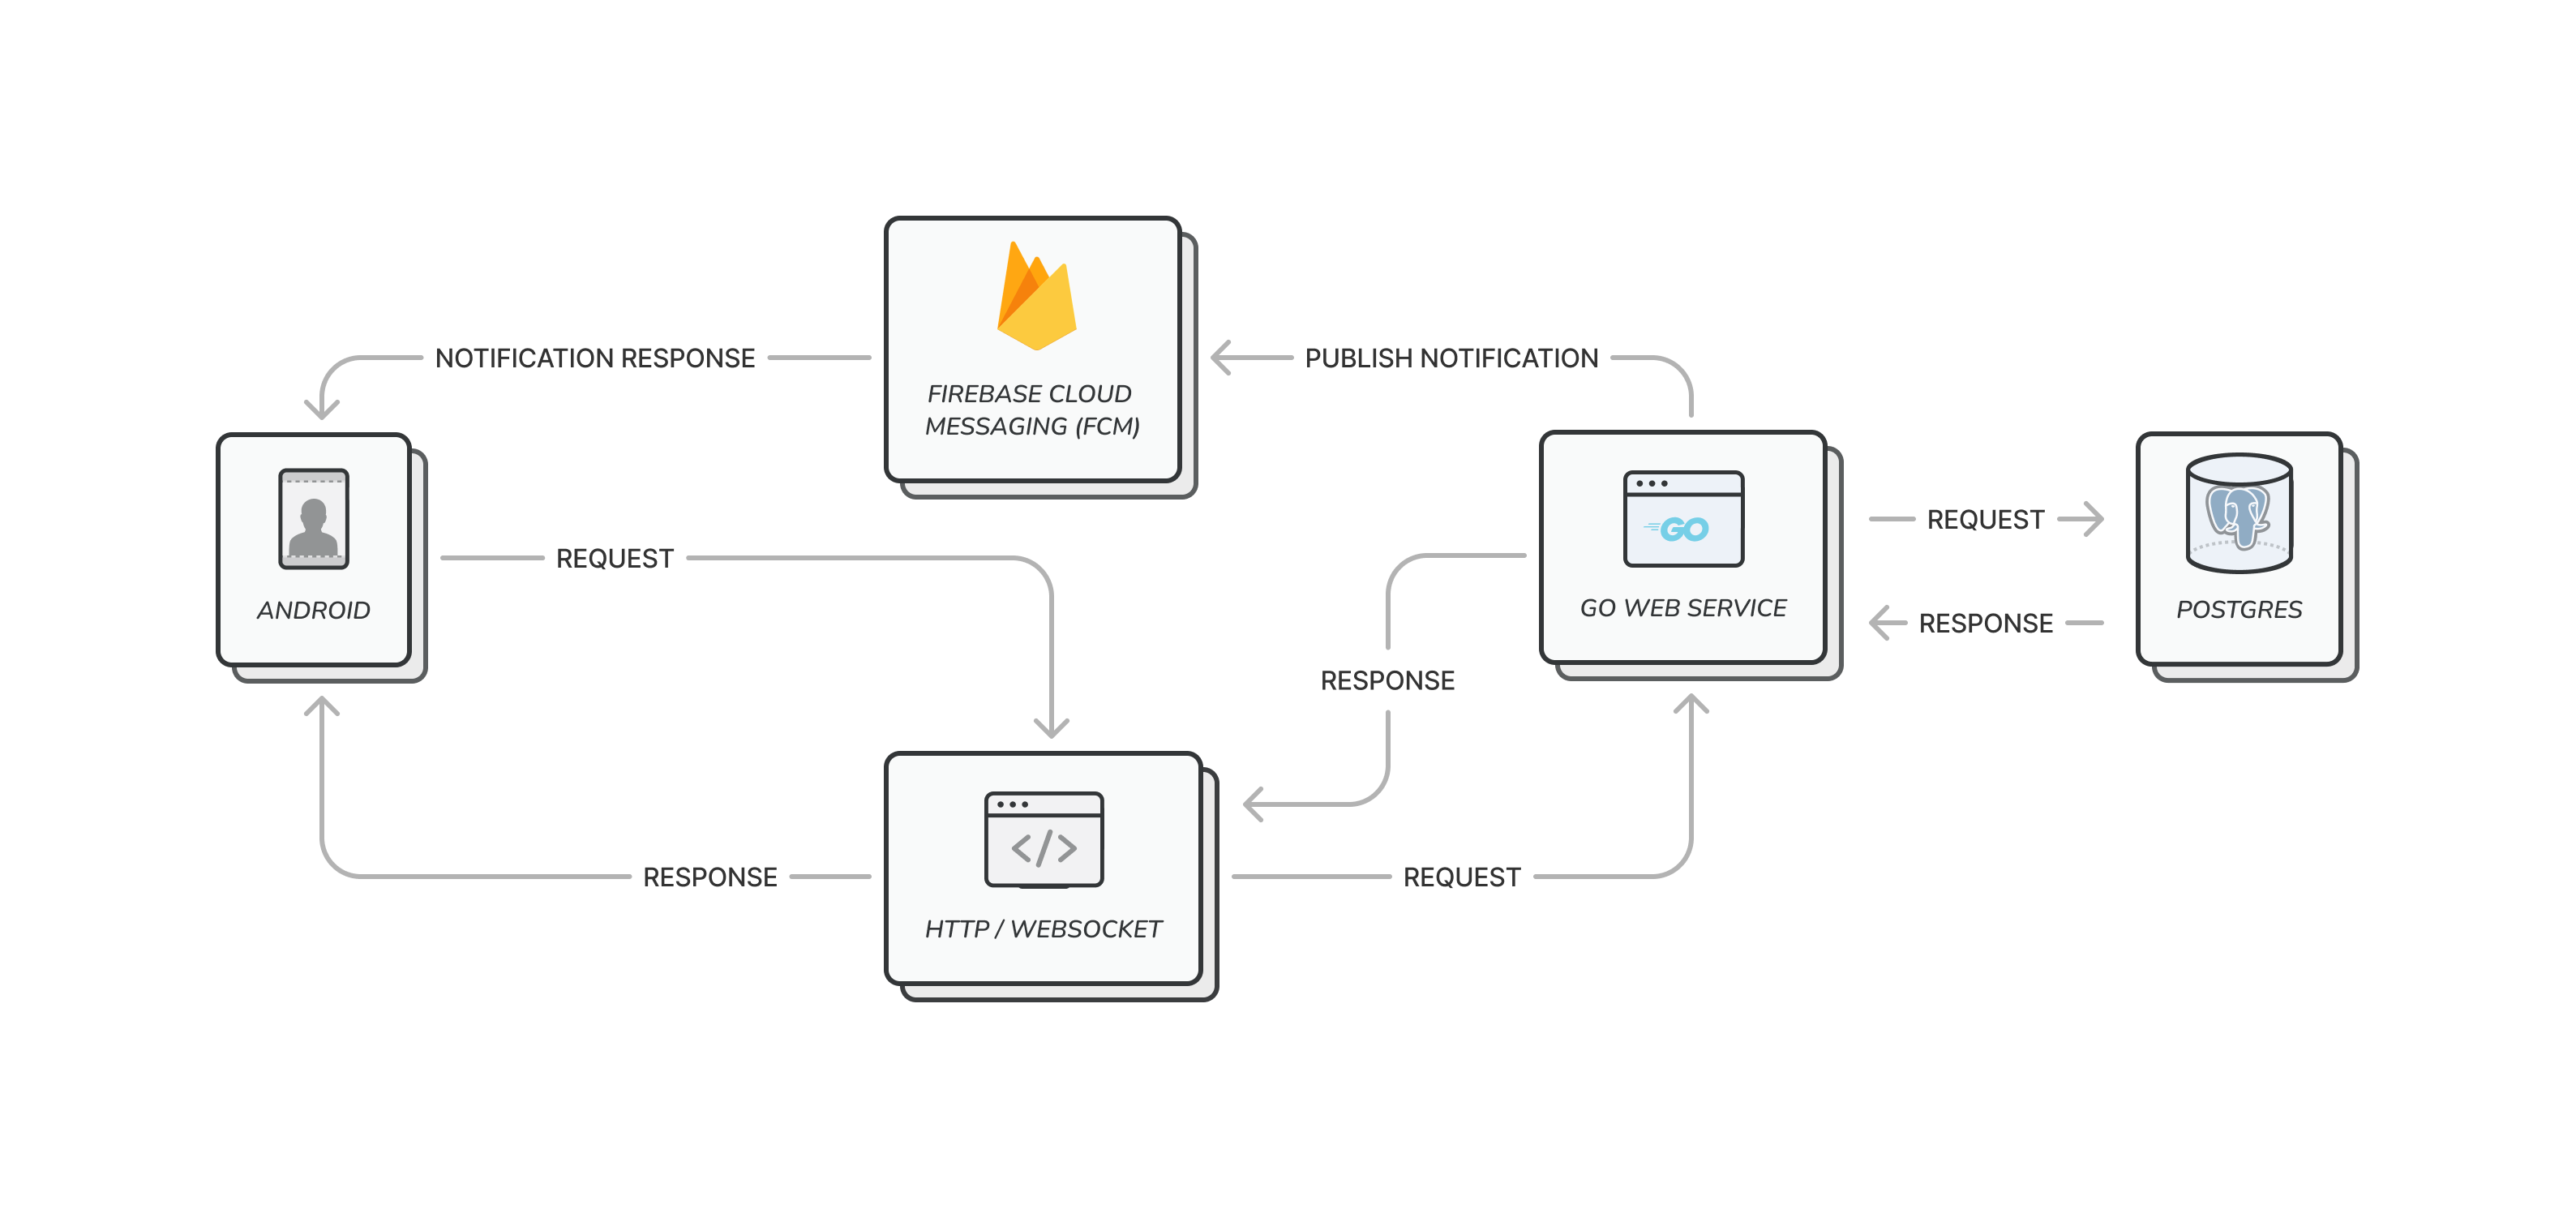 NOTIFICATION RESPONSE
FIREBASE CLOUD
MESSAGING (FCM)
PUBLISH NOTIFICATION
ANDROID
REQUEST
GO
GO WEB SERVICE
REQUEST
RESPONSE
POSTGRES
RESPONSE
RESPONSE
</>
HTTP / WEBSOCKET
REQUEST